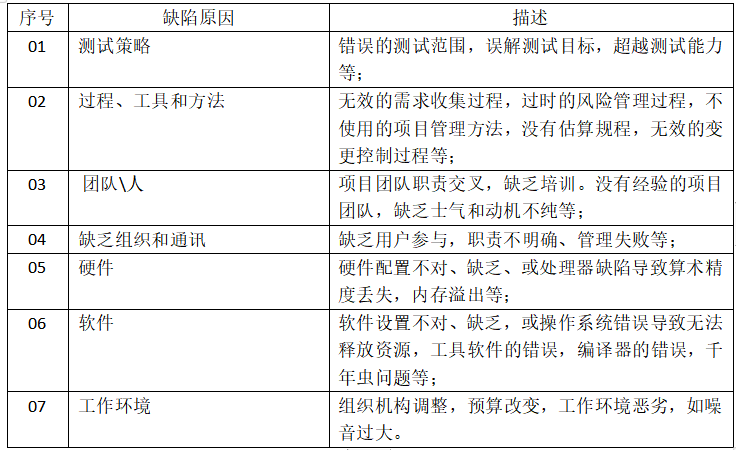 序号 缺陷原因 描述
01 测试策略 错误的测试范围，误解测试目标，超越测试能力
等；
02 过程、工具和方法 无效的需求收集过程，过时的风险管理过程，不
使用的项目管理方法，没有估算规程，无效的变
更控制过程等；
03 团队\人 项目团队职责交叉，缺乏培训。没有经验的项目
团队，缺乏士气和动机不纯等；
04 缺乏组织和通讯 缺乏用户参与，职责不明确、管理失败等；
05 硬件 硬件配置不对、缺乏、或处理器缺陷导致算术精
度丢失，内存溢出等；
06 软件 软件设置不对、缺乏，或操作系统错误导致无法
释放资源，工具软件的错误，编译器的错误，千
年虫问题等；
07 工作环境 组织机构调整，预算改变，工作环境恶劣，如噪
音过大。